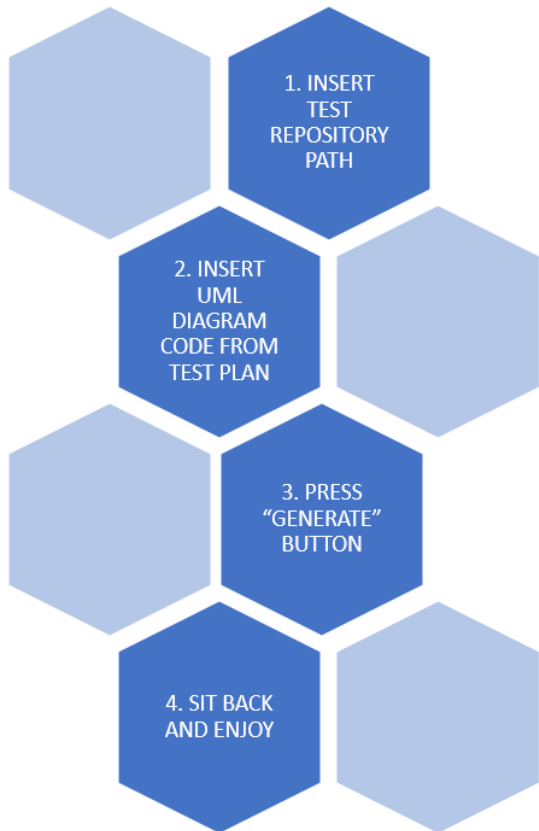 1. INSERT
TEST
REPOSITORY
PATH
2. INSERT
UML
DIAGRAM
CODE FROM
TEST PLAN
3. PRESS
“GENERATE”
BUTTON
4. SIT BACK
AND ENJOY